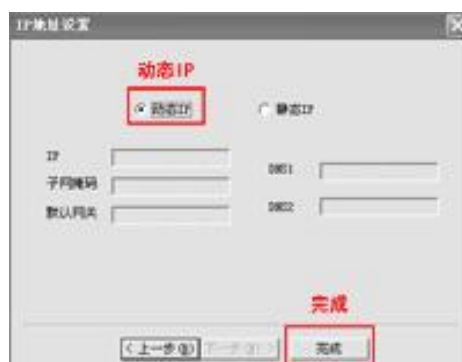 IP地址设置
动态IP
动态IP
静态IP
IP
子网掩码
默认网关
DNS1
DNS2
完成
<上一步(B)
下一步(N)>
完成